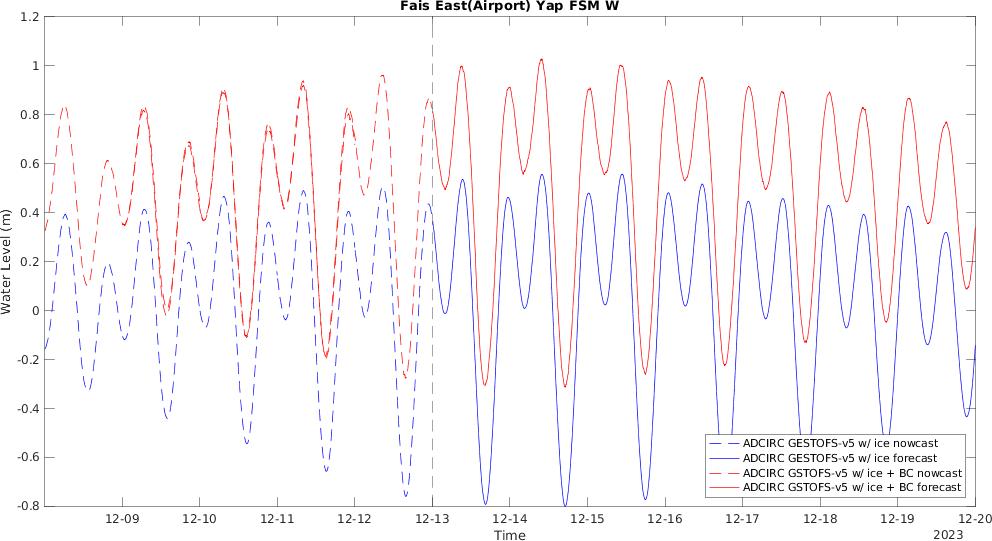 Fais East(Airport) Yap FSM W
1.2
1
0.8
0.6
0.4
0.2
0
-0.2
-0.4
-0.6
-0.8
Water Level (m)
ADCIRC GESTOFS-v5 w/ ice nowcast
ADCIRC GESTOFS-v5 w/ ice forecast
ADCIRC GSTOFS-v5 w/ ice + BC nowcast
ADCIRC GSTOFS-v5 w/ ice + BC forecast
12-09 12-10 12-11 12-12 12-13 12-14 12-15 12-16 12-17 12-18 12-19 12-20
Time
2023